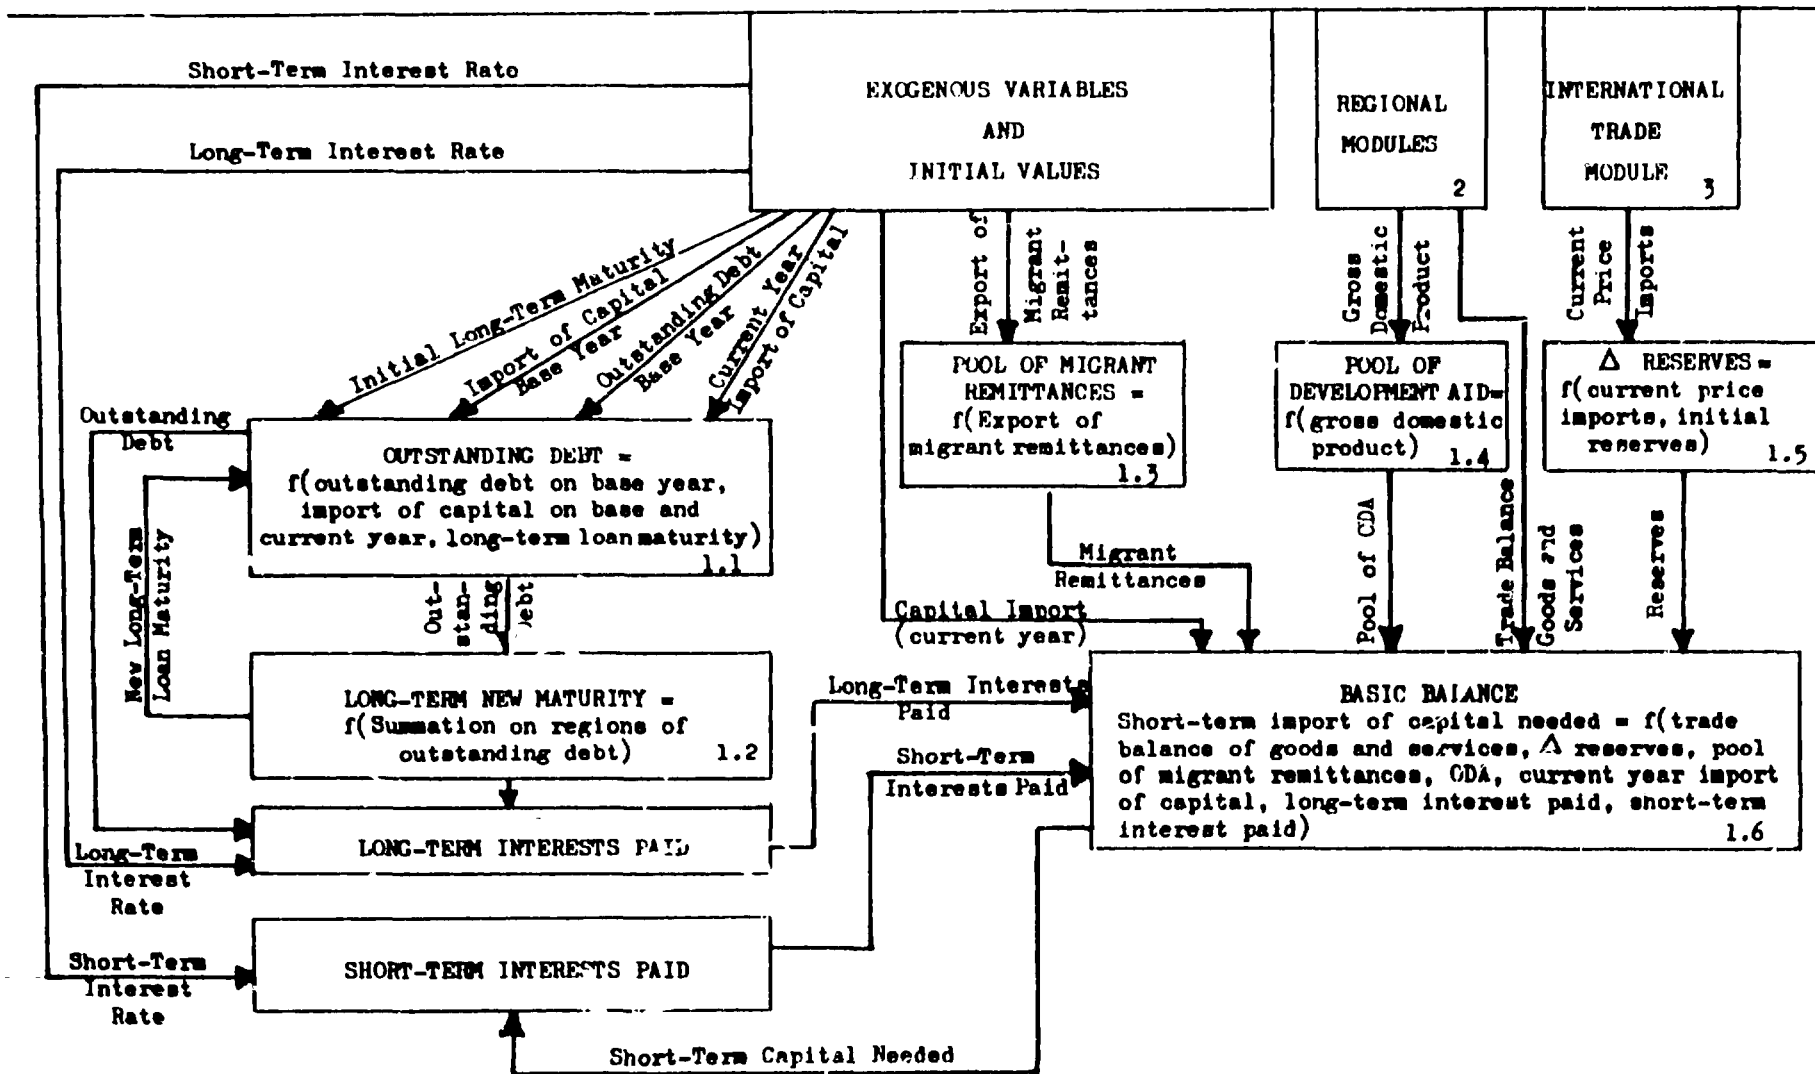 Short-Term Interest Rato
Long-Term Interest Rate
EXOGENOUS VARIABLES
AND
INITIAL VALUES
REGIONAL
MODULES
2
INTERNATIONAL
TRADE
MODULE
3
Initial Long-Term Maturity
Import of Capital
Base Year
Outstanding Debt
Base Year
Current Year
Import of Capital
Export of
Migrant
Remit-
tances
Gross
Domestic
Product
Current
Price
Imports
Outstanding
Debt
OUTSTANDING DEBT =
f(outstanding debt on base year,
import of capital on base and
current year, long-term loan maturity)
1.1
POOL OF MIGRANT
REMITTANCES =
f(Export of
migrant remittances)
1.3
POOL OF
DEVELOPMENT AID=
f(gross domestic
product)
1.4
Δ RESERVES =
f(current price
imports, initial
reserves)
1.5
New Long-Term
Loan Maturity
Out-
stan-
ding
Debt
Migrant
Remittances
Capital Import
(current year)
Pool of CDA
Trade Balance
Goods and
Services
Reserves
LONG-TERM NEW MATURITY =
f(Summation on regions of
outstanding debt)
1.2
Long-Term Interests
Paid
Short-Term
Interests Paid
BASIC BALANCE
Short-term import of capital needed = f(trade
balance of goods and services, Δ reserves, pool
of migrant remittances, CDA, current year import
of capital, long-term interest paid, short-term
interest paid)
1.6
LONG-TERM INTERESTS PAID
Long-Term
Interest
Rate
SHORT-TERM INTERESTS PAID
Short-Term
Interest
Rate
Short-Term Capital Needed